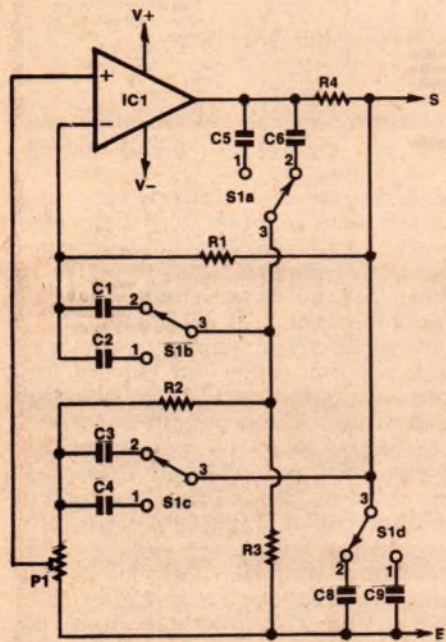 V+
+
IC1
−
V−
R4
S
C5
C6
1
2
S1a
3
R1
C1
2
3
S1b
C2
1
R2
C3
2
3
S1c
C4
1
R3
3
S1d
P1
2
1
C8
C9
E